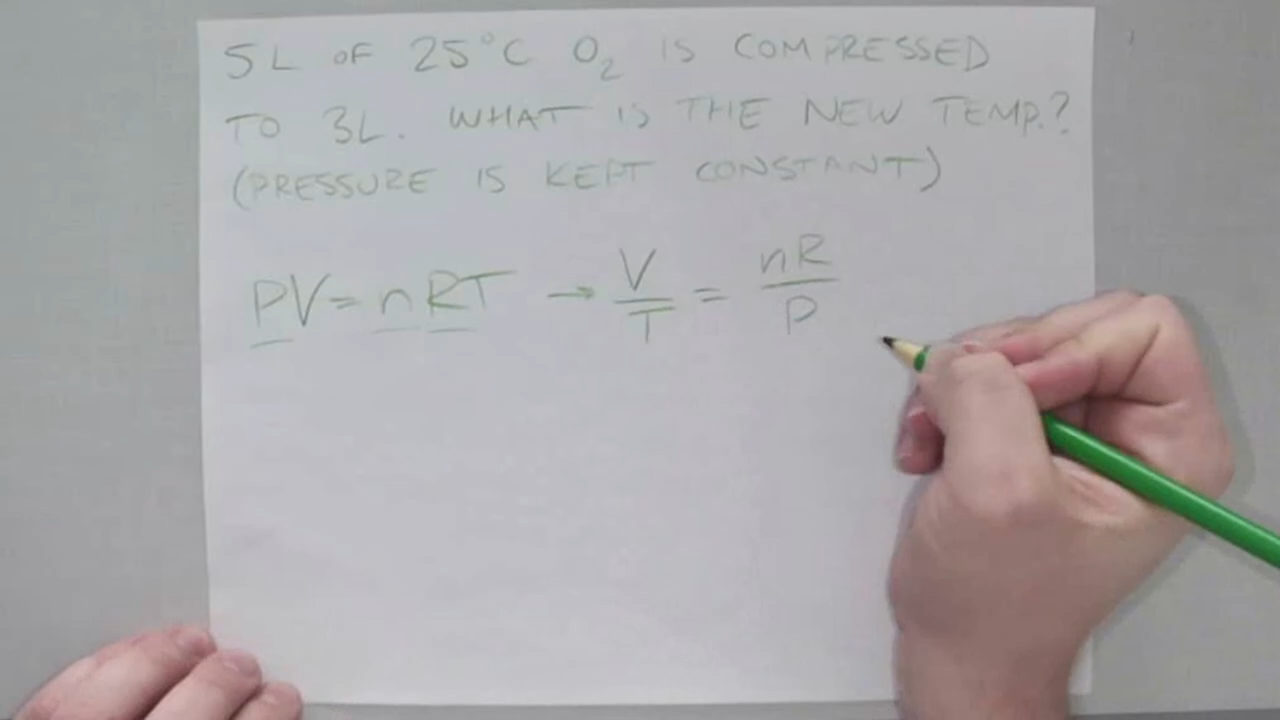 5 L OF 25°C O₂ IS COMPRESSED
TO 3L. WHAT IS THE NEW TEMP.?
(PRESSURE IS KEPT CONSTANT)
PV = nRT → V/T = nR/P